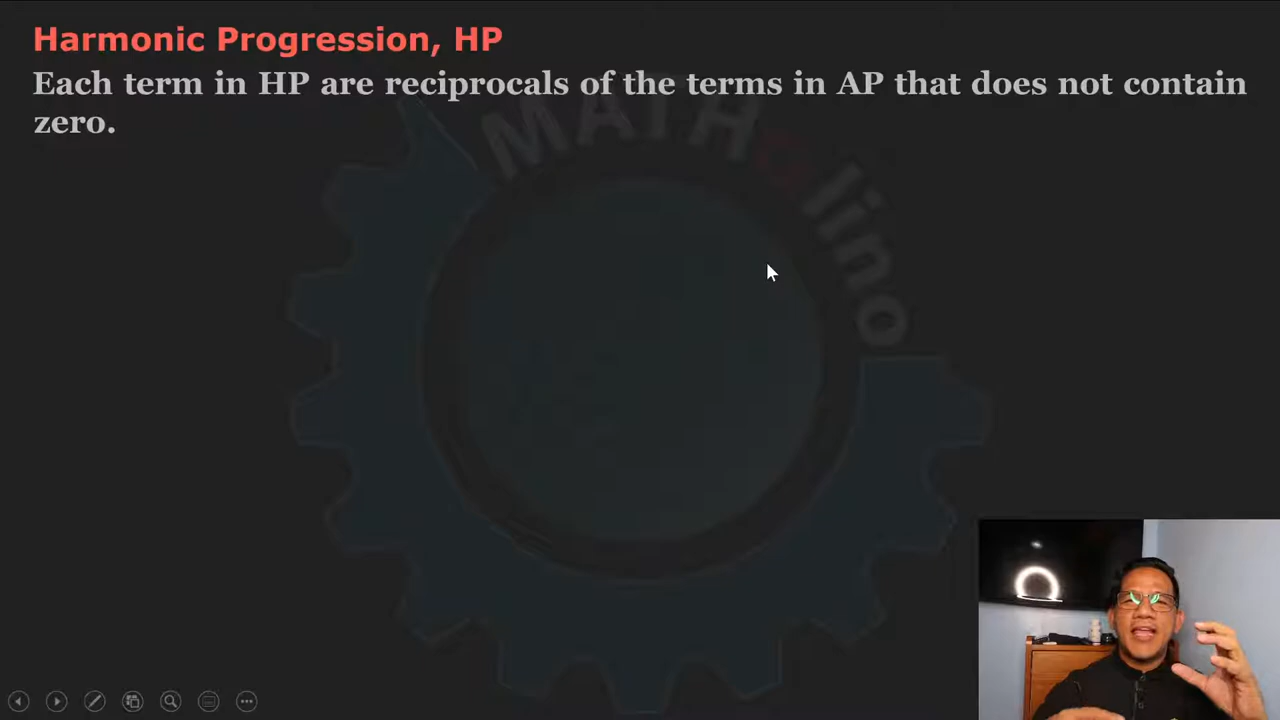 Harmonic Progression, HP
Each term in HP are reciprocals of the terms in AP that does not contain
zero.
MATHalino